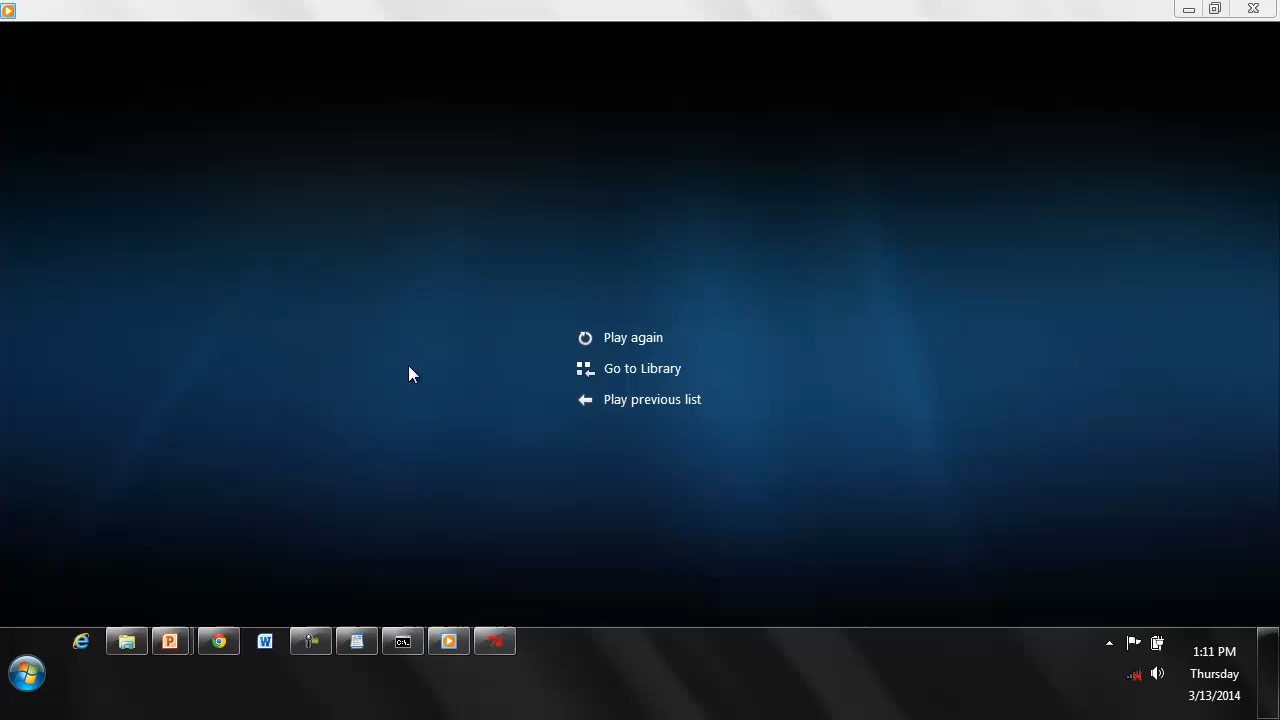 Play again
Go to Library
Play previous list
C:\.
1:11 PM
Thursday
3/13/2014